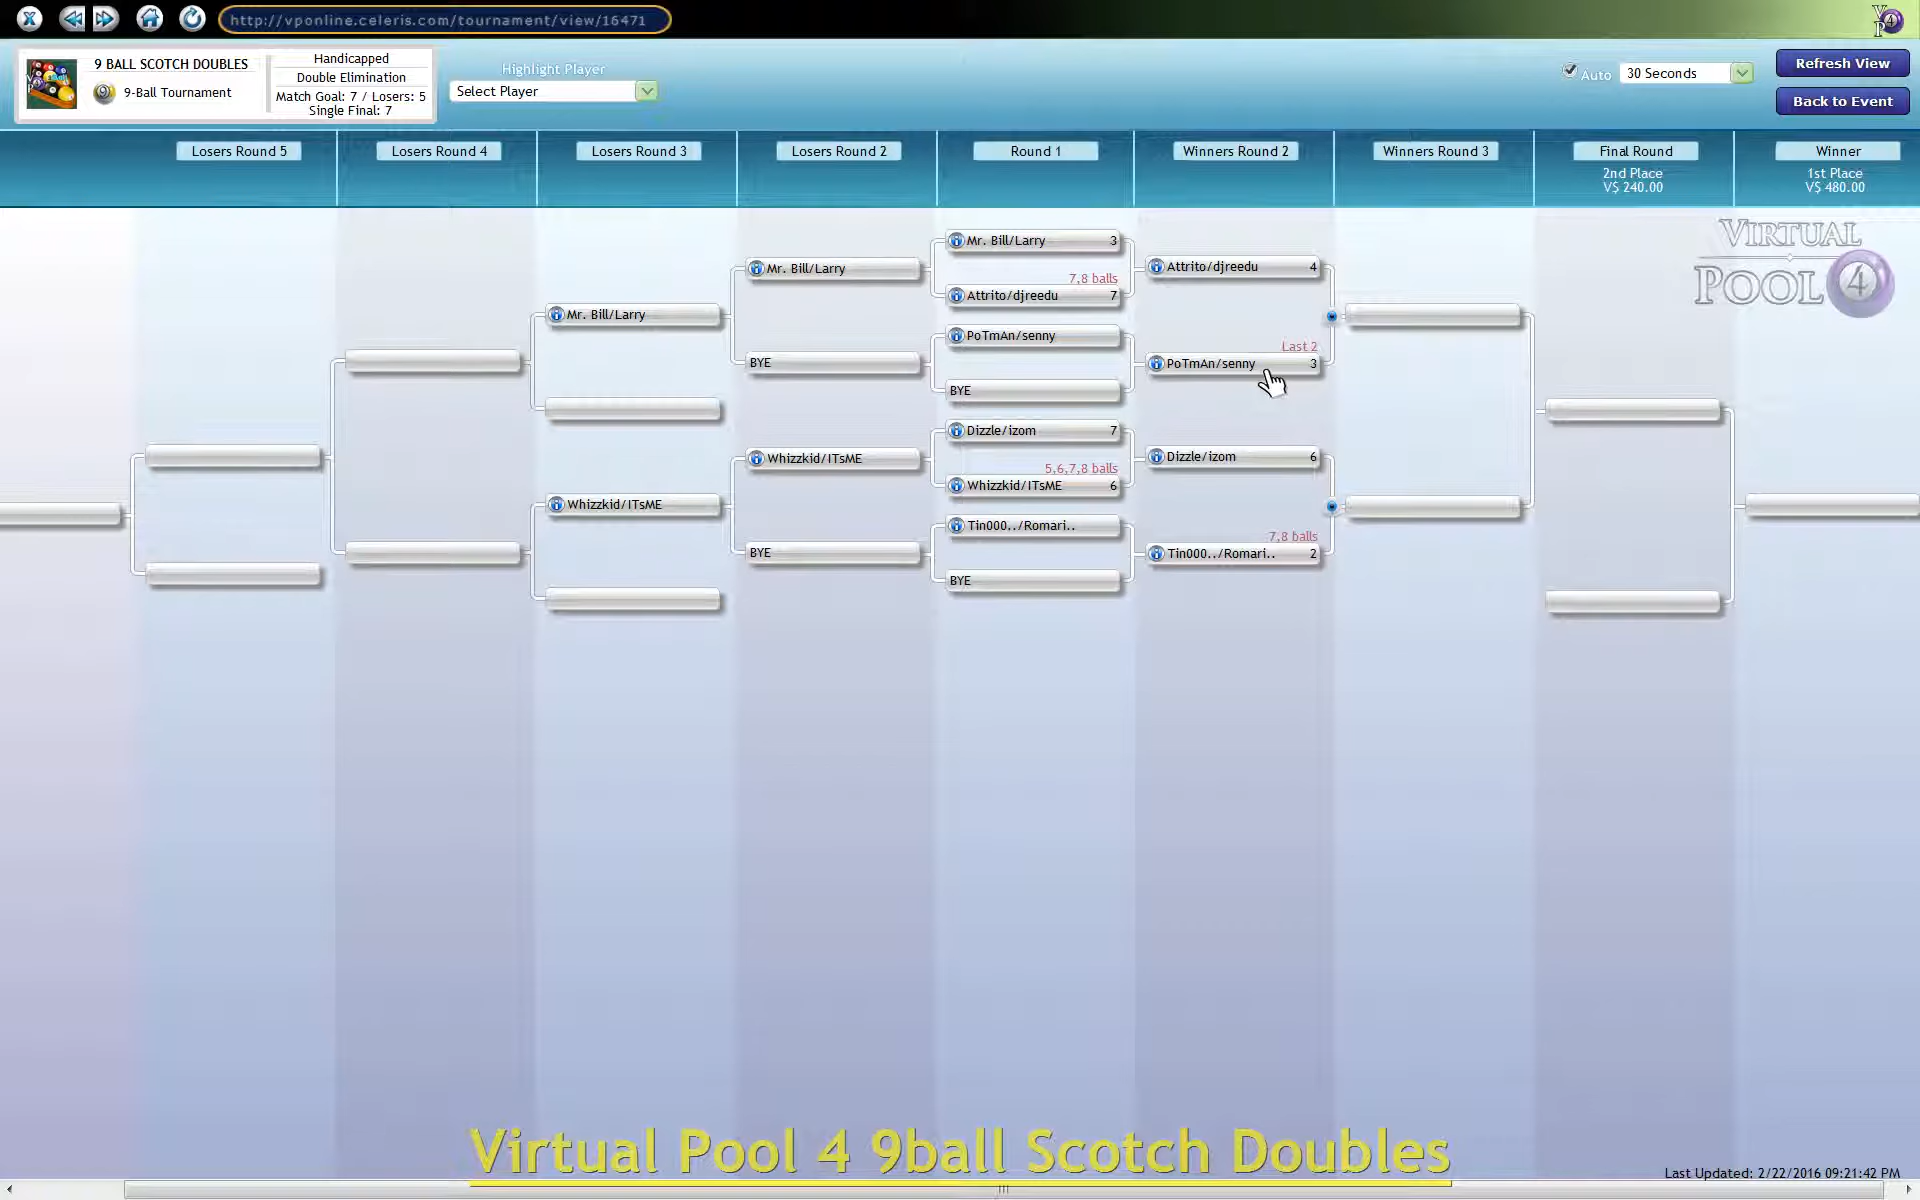 http://vponline.celeris.com/tournament/view/16471
VP4
9 BALL SCOTCH DOUBLES
9-Ball Tournament
Handicapped
Double Elimination
Match Goal: 7 / Losers: 5
Single Final: 7
Highlight Player
Select Player
Auto
30 Seconds
Refresh View
Back to Event
Losers Round 5
Losers Round 4
Losers Round 3
Losers Round 2
Round 1
Winners Round 2
Winners Round 3
Final Round
2nd Place
V$ 240.00
Winner
1st Place
V$ 480.00
VIRTUAL
POOL 4
Mr. Bill/Larry
Whizzkid/ITsME
Mr. Bill/Larry
BYE
Whizzkid/ITsME
BYE
Mr. Bill/Larry 3
7,8 balls
Attrito/djreedu 7
PoTmAn/senny
BYE
Dizzle/izom 7
5,6,7,8 balls
Whizzkid/ITsME 6
Tin000../Romari..
BYE
Attrito/djreedu 4
Last 2
PoTmAn/senny 3
Dizzle/izom 6
7,8 balls
Tin000../Romari.. 2
Virtual Pool 4 9ball Scotch Doubles
Last Updated: 2/22/2016 09:21:42 PM